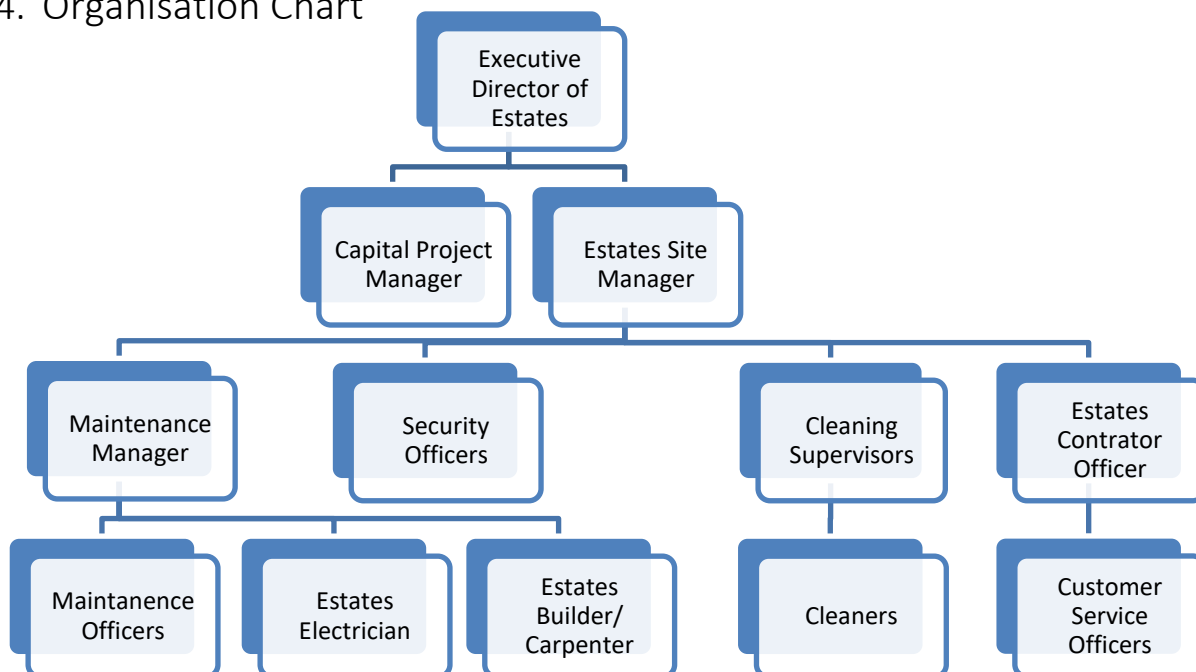 4. Organisation Chart
Executive
Director of
Estates
Capital Project
Manager
Estates Site
Manager
Maintenance
Manager
Security
Officers
Cleaning
Supervisors
Estates
Contrator
Officer
Maintanence
Officers
Estates
Electrician
Estates
Builder/
Carpenter
Cleaners
Customer
Service
Officers